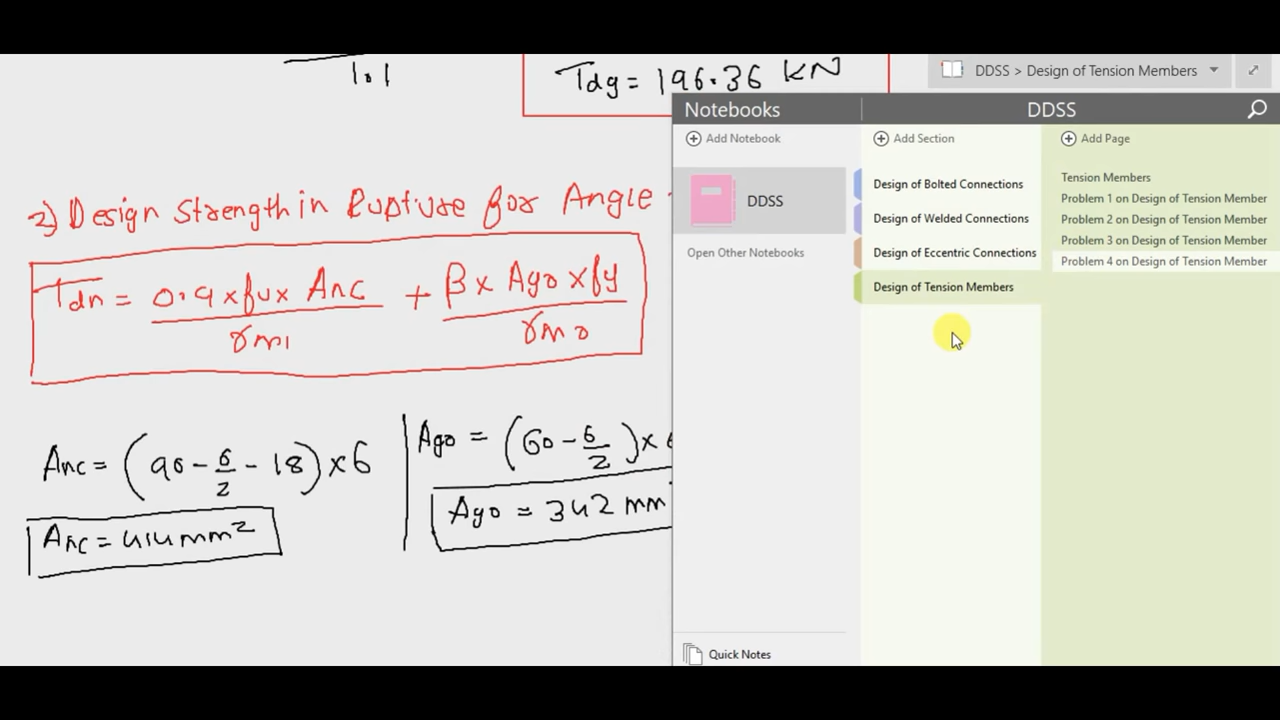 1.1
Tdg = 196.36 KN
DDSS > Design of Tension Members
Notebooks
DDSS
Add Notebook
Add Section
Add Page
DDSS
Open Other Notebooks
Design of Bolted Connections
Design of Welded Connections
Design of Eccentric Connections
Design of Tension Members
Tension Members
Problem 1 on Design of Tension Member
Problem 2 on Design of Tension Member
Problem 3 on Design of Tension Member
Problem 4 on Design of Tension Member
2) Design Strength in Rupture for Angle
Tdn = 0.9 x fu x Anc / γm1 + β x Ago x fy / γm0
Anc = (90 - 6/2 - 18) x 6
Anc = 414 mm²
Ago = (60 - 6/2) x 6
Ago = 342 mm
Quick Notes